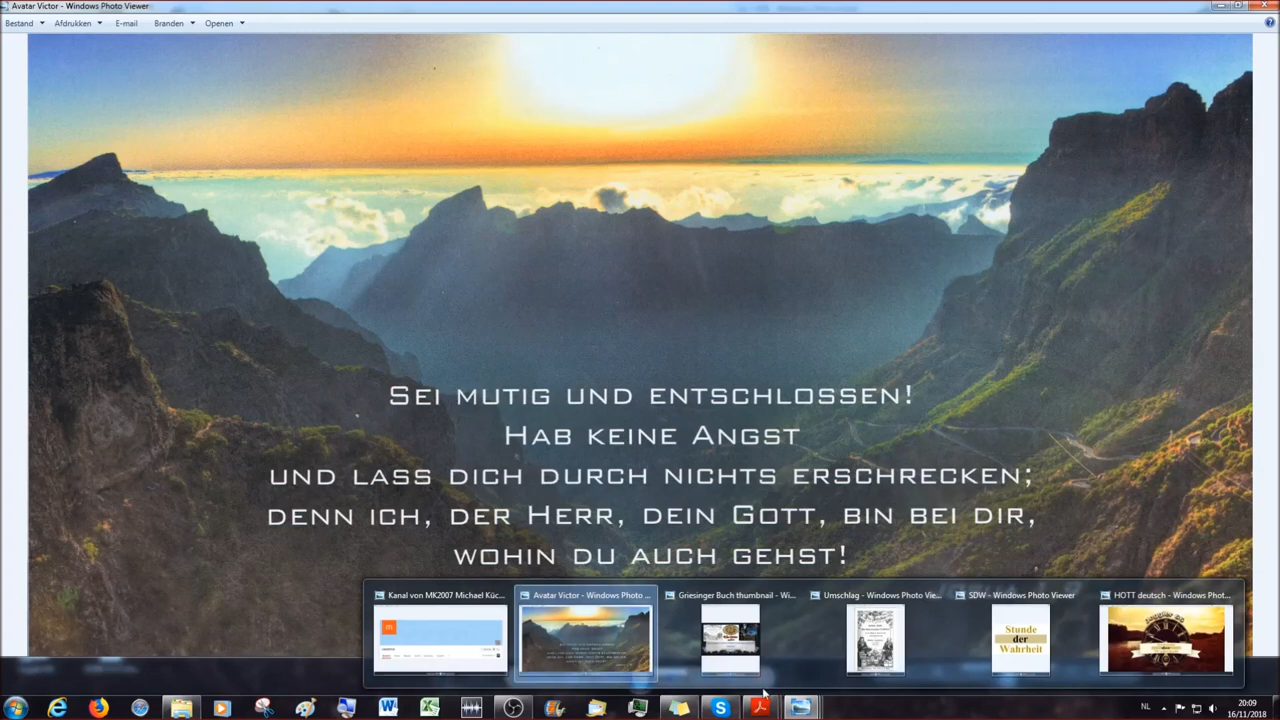 Avatar Victor - Windows Photo Viewer
Bestand Afdrukken E-mail Branden Openen
Sei mutig und entschlossen!
Hab keine Angst
und lass dich durch nichts erschrecken;
denn ich, der Herr, dein Gott, bin bei dir,
wohin du auch gehst!
Kanal von MK2007 Michael Küc... Avatar Victor - Windows Photo ... Griesinger Buch thumbnail - Wi... Umschlag - Windows Photo Vie... SDW - Windows Photo Viewer HOTT deutsch - Windows Phot...
Stunde
der
Wahrheit
NL 20:09
16/11/2018